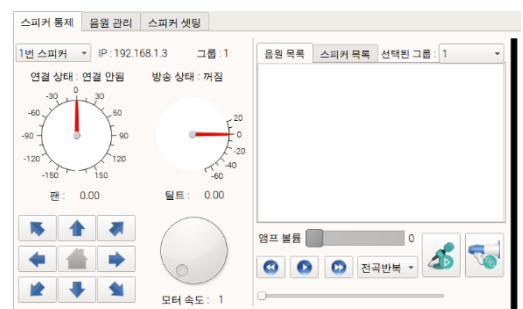 스피커 통제 음원 관리 스피커 셋팅
1번 스피커 IP : 192.168.1.3 그룹 : 1
연결 상태 : 연결 안됨 방송 상태 : 꺼짐
음원 목록 스피커 목록 선택된 그룹 : 1
0
-30 30
-60 60
-90 90
-120 120
-150 150
20
0
-20
-40
-60
팬 : 0.00 틸트 : 0.00
모터 속도 : 1
앰프 볼륨 0
전곡반복